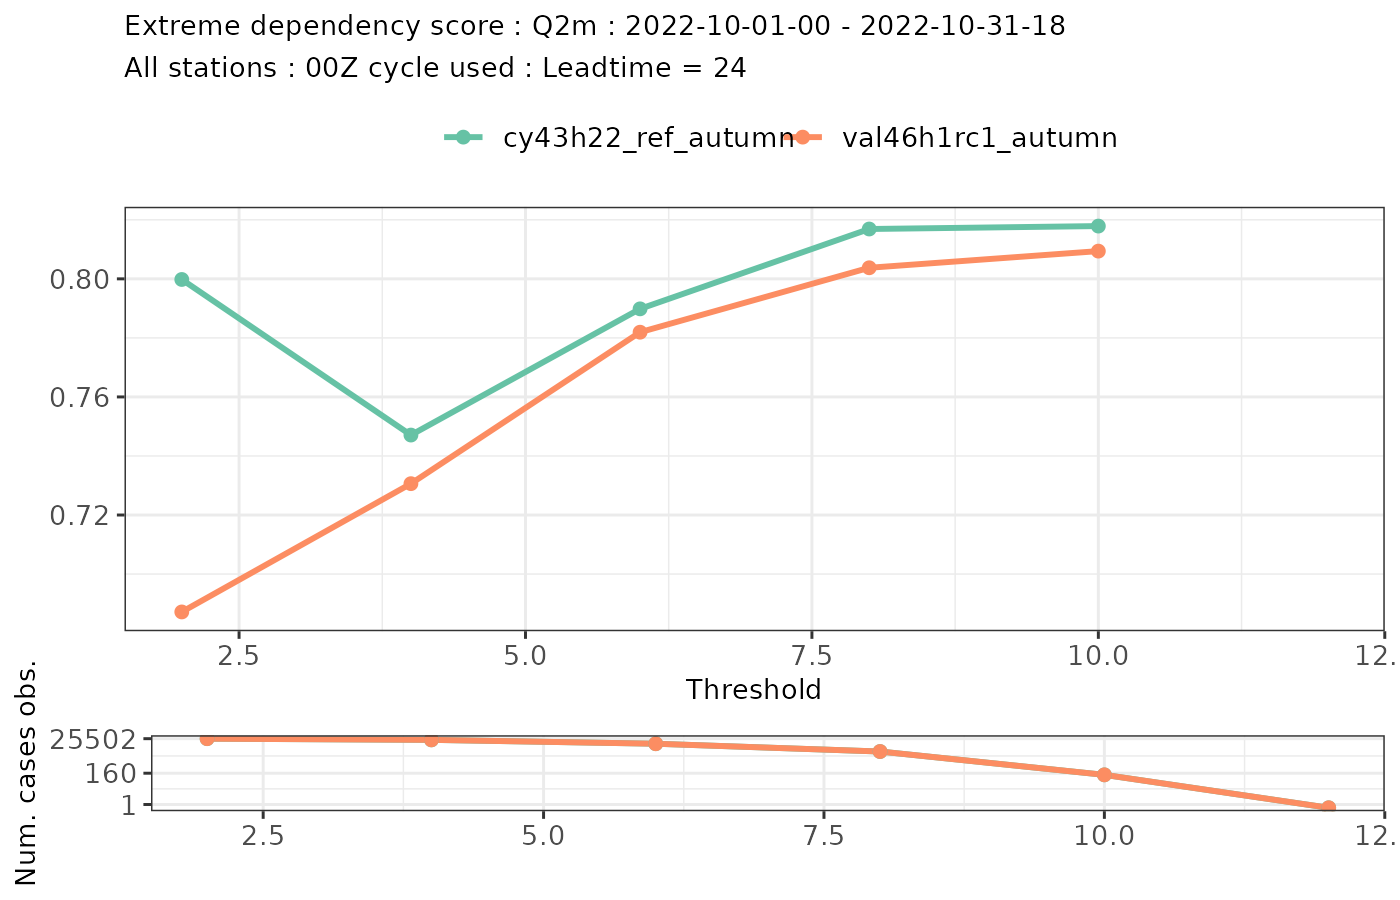 Extreme dependency score : Q2m : 2022-10-01-00 - 2022-10-31-18
All stations : 00Z cycle used : Leadtime = 24
cy43h22_ref_autumn val46h1rc1_autumn
0.80
0.76
0.72
2.5 5.0 7.5 10.0 12.
Threshold
Num. cases obs.
25502
160
1
2.5 5.0 7.5 10.0 12.